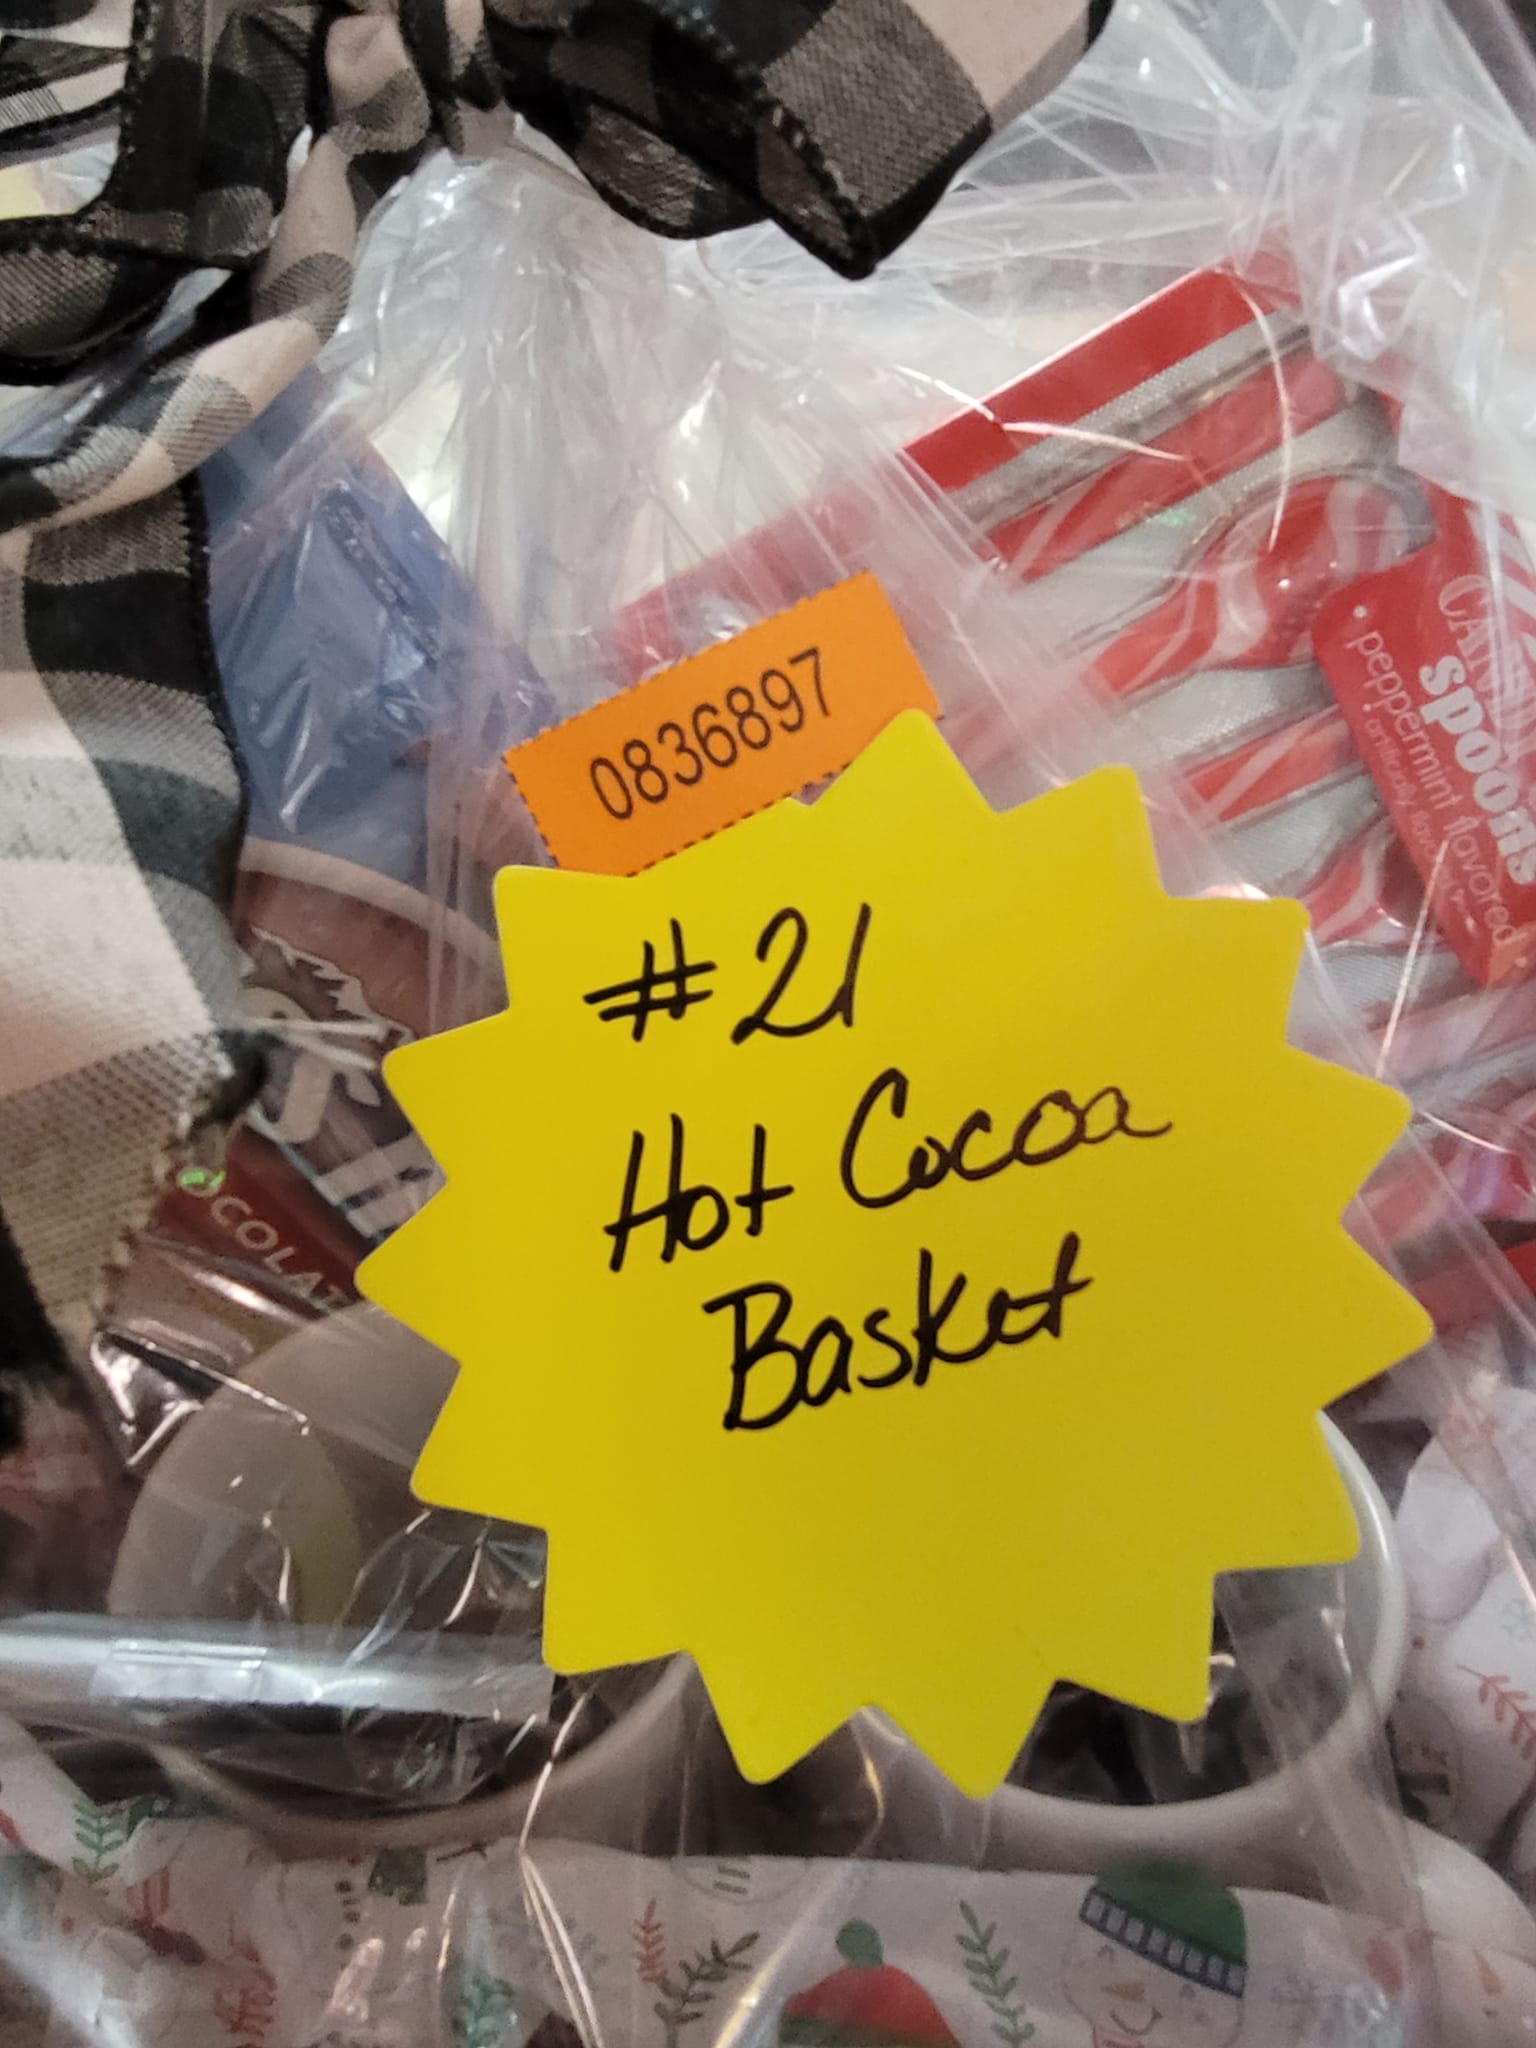 0836897
#21
Hot Cocoa
Basket
spoons
peppermint flavored